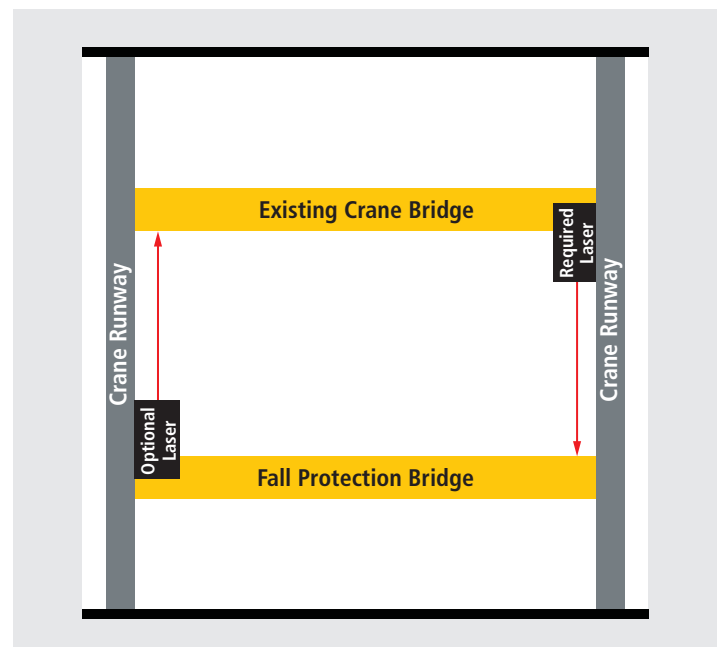 Existing Crane Bridge
Required
Laser
Crane Runway
Crane Runway
Optional
Laser
Fall Protection Bridge